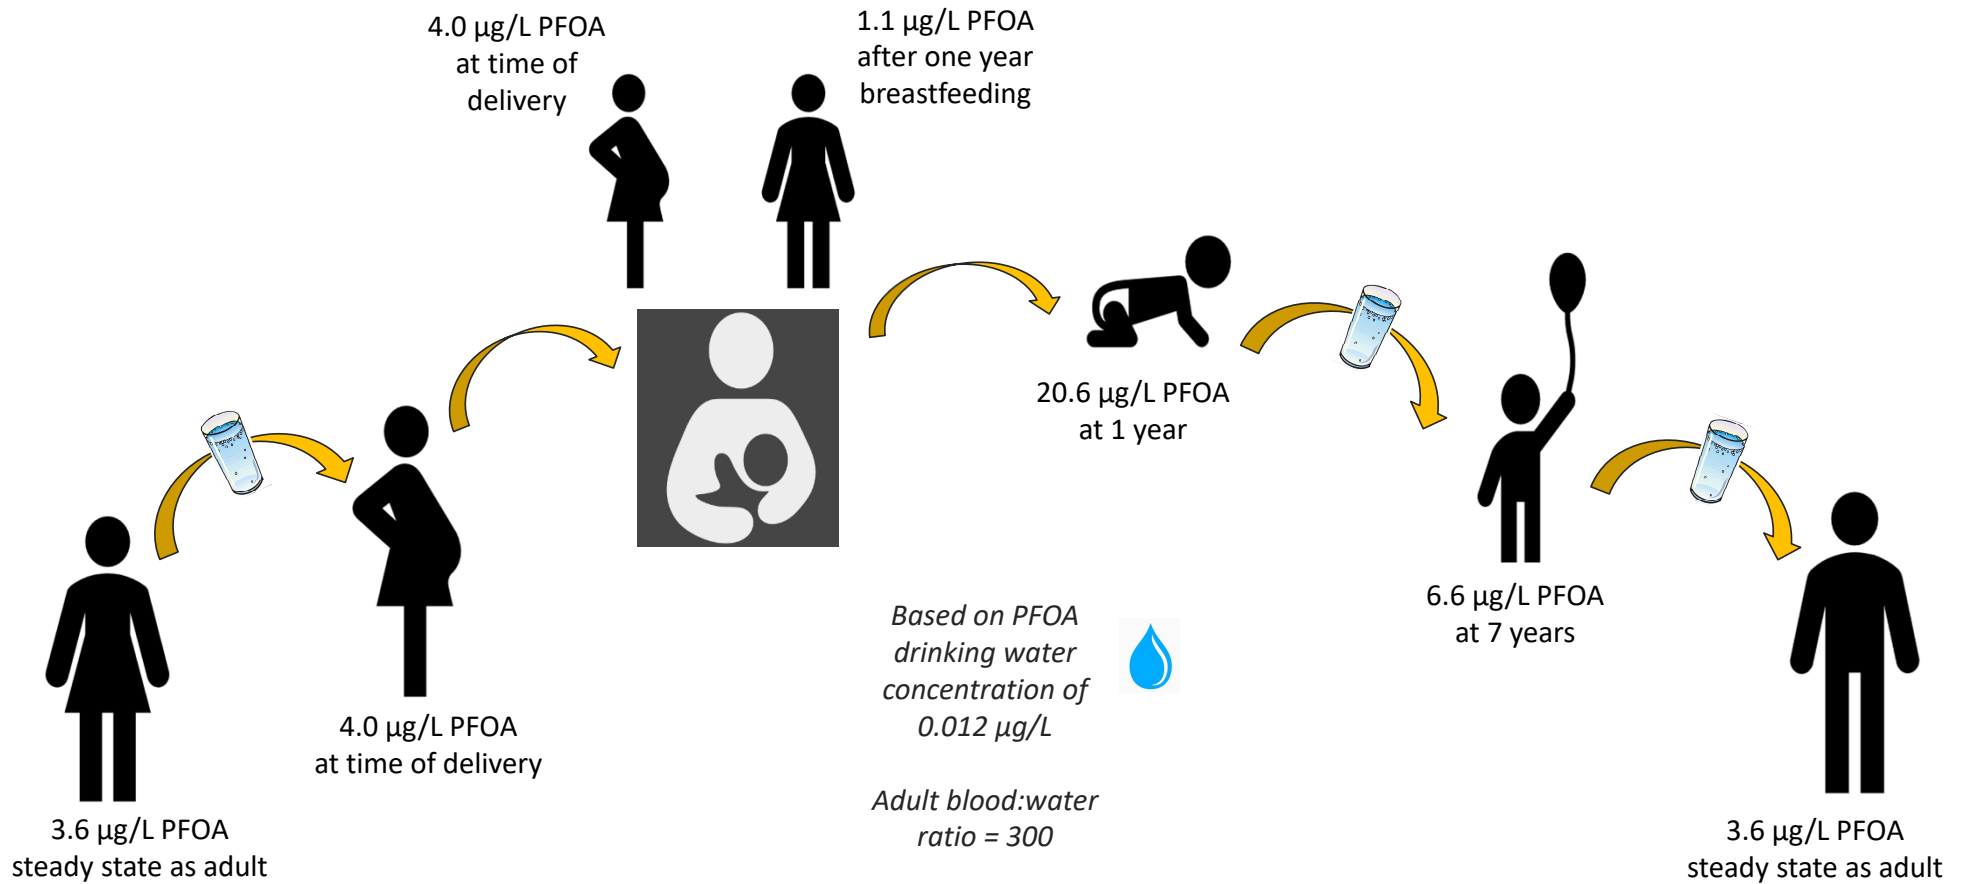 4.0 µg/L PFOA
at time of
delivery
1.1 µg/L PFOA
after one year
breastfeeding
3.6 µg/L PFOA
steady state as adult
4.0 µg/L PFOA
at time of delivery
20.6 µg/L PFOA
at 1 year
6.6 µg/L PFOA
at 7 years
3.6 µg/L PFOA
steady state as adult
Based on PFOA
drinking water
concentration of
0.012 µg/L
Adult blood:water
ratio = 300